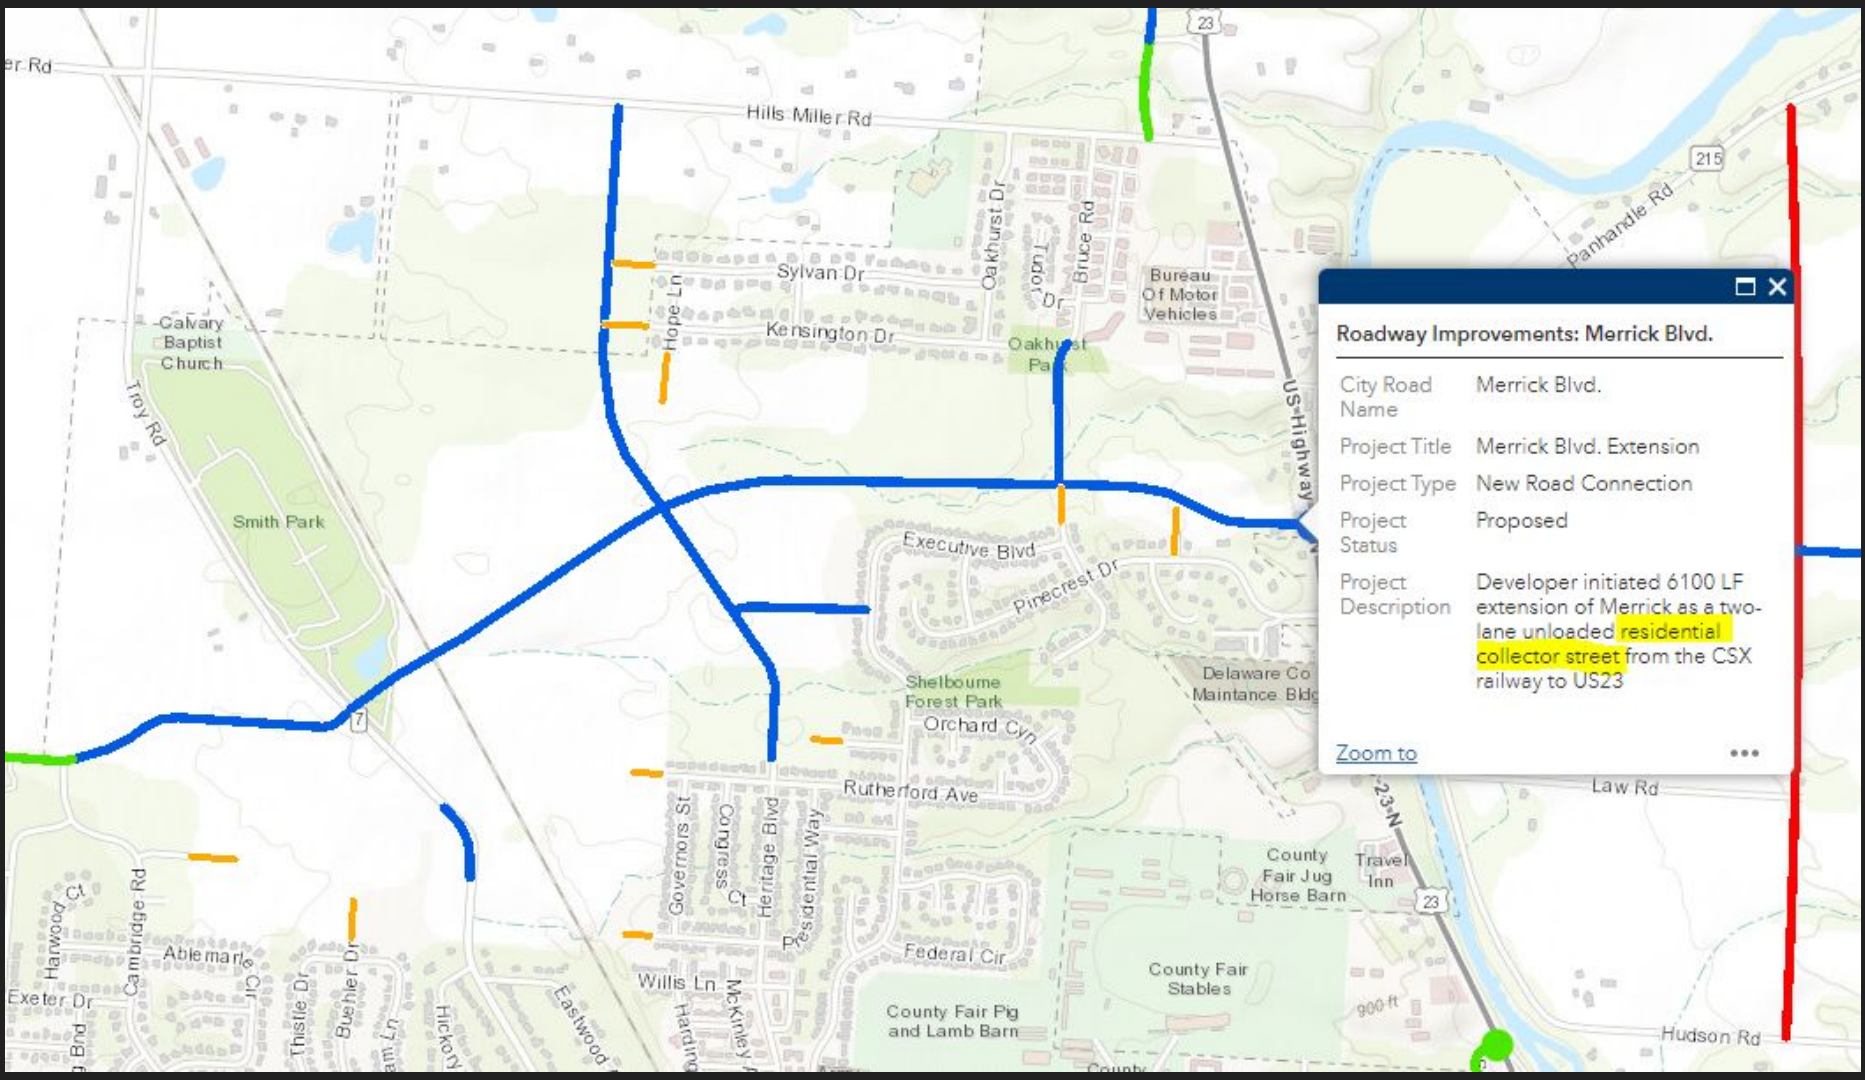 23
er Rd
Hills Miller Rd
215
Panhandle Rd
Oakhurst Dr
Tudor Dr
Bruce Rd
Bureau
Of Motor
Vehicles
Sylvan Dr
Hope Ln
Kensington Dr
Calvary
Baptist
Church
Oakhurst
Park
Troy Rd
US Highway
Roadway Improvements: Merrick Blvd.
City Road
Name
Merrick Blvd.
Project Title
Merrick Blvd. Extension
Project Type
New Road Connection
Project
Status
Proposed
Project
Description
Developer initiated 6100 LF
extension of Merrick as a two-
lane unloaded residential
collector street from the CSX
railway to US23
Zoom to
Smith Park
Executive Blvd
Pinecrest Dr
Delaware Co
Maintance Bldg
Shelbourne
Forest Park
Orchard Cyn
7
Rutherford Ave
23-N
Law Rd
Governors St
Congress Ct
Heritage Blvd
Presidential Way
County
Fair Jug
Horse Barn
Travel
Inn
23
Harwood Ct
Cambridge Rd
Ablemarle Cir
Exeter Dr
Thistle Dr
Buehler Dr
Hickory
Eastwood
Willis Ln
McKinley
Harding
Federal Cir
County Fair
Stables
County Fair Pig
and Lamb Barn
900 ft
Hudson Rd
County